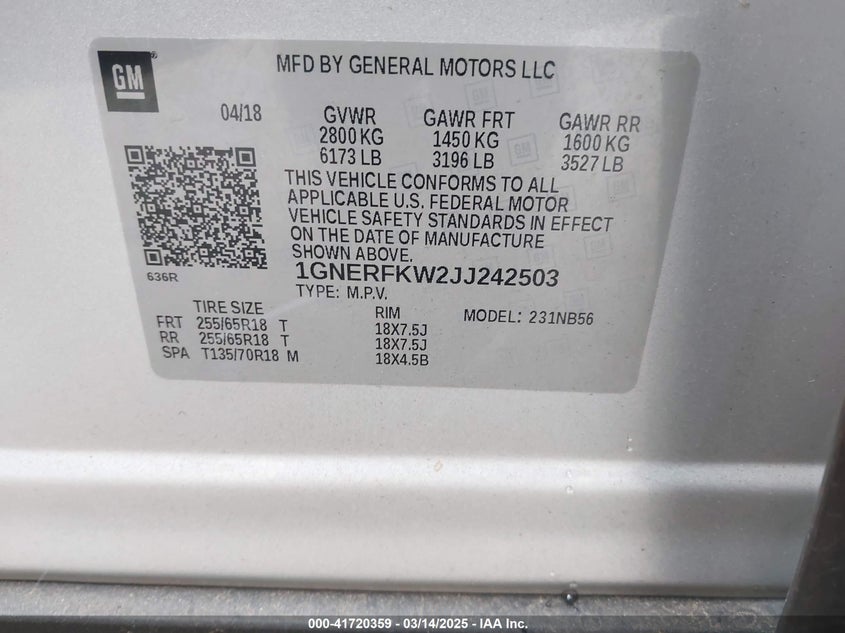 GM
MFD BY GENERAL MOTORS LLC
04/18 GVWR GAWR FRT GAWR RR
2800 KG 1450 KG 1600 KG
6173 LB 3196 LB 3527 LB
THIS VEHICLE CONFORMS TO ALL
APPLICABLE U.S. FEDERAL MOTOR
VEHICLE SAFETY STANDARDS IN EFFECT
ON THE DATE OF MANUFACTURE
SHOWN ABOVE.
636R
1GNERFKW2JJ242503
TYPE: M.P.V.
TIRE SIZE RIM MODEL: 231NB56
FRT 255/65R18 T 18X7.5J
RR 255/65R18 T 18X7.5J
SPA T135/70R18 M 18X4.5B
000-41720359 - 03/14/2025 - IAA Inc.